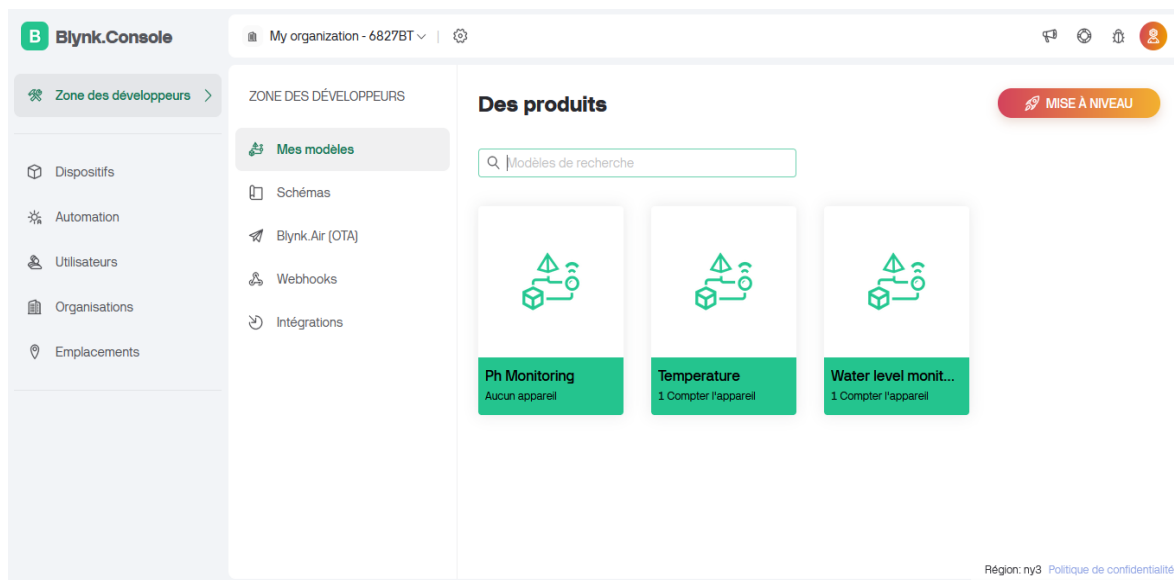 B Blynk.Console
My organization - 6827BT
Zone des développeurs
Dispositifs
Automation
Utilisateurs
Organisations
Emplacements
ZONE DES DÉVELOPPEURS
Mes modèles
Schémas
Blynk.Air (OTA)
Webhooks
Intégrations
Des produits
MISE À NIVEAU
Modèles de recherche
Ph Monitoring
Aucun appareil
Temperature
1 Compter l'appareil
Water level monit...
1 Compter l'appareil
Région: ny3 Politique de confidentialité